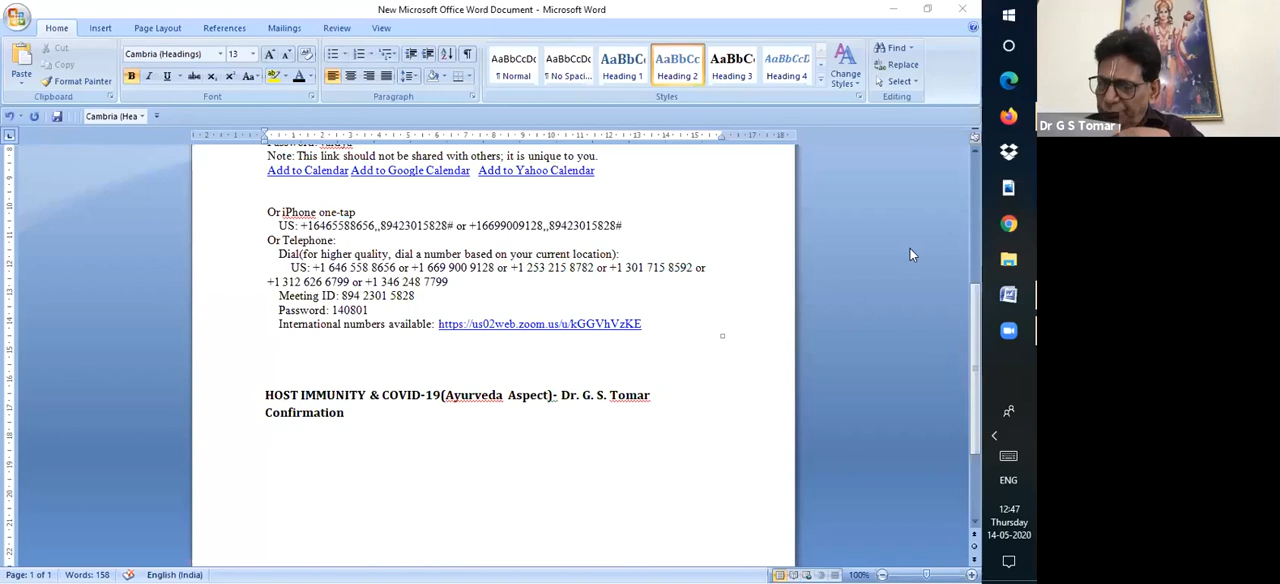 New Microsoft Office Word Document - Microsoft Word
Home Insert Page Layout References Mailings Review View
Paste
Cut
Copy
Format Painter
Clipboard
Cambria (Headings) 13
B I U abc x₂ x² Aa
Font
Paragraph
AaBbCcDc AaBbCcDc AaBbC AaBbCc AaBbC AaBbCcD
¶ Normal ¶ No Spaci... Heading 1 Heading 2 Heading 3 Heading 4
Change
Styles
Styles
Find
Replace
Select
Editing
Cambria (Hea
Note: This link should not be shared with others; it is unique to you.
Add to Calendar Add to Google Calendar Add to Yahoo Calendar
Or iPhone one-tap
US: +16465588656,,89423015828# or +16699009128,,89423015828#
Or Telephone:
Dial(for higher quality, dial a number based on your current location):
US: +1 646 558 8656 or +1 669 900 9128 or +1 253 215 8782 or +1 301 715 8592 or
+1 312 626 6799 or +1 346 248 7799
Meeting ID: 894 2301 5828
Password: 140801
International numbers available: https://us02web.zoom.us/u/kGGVhVzKE
HOST IMMUNITY & COVID-19(Ayurveda Aspect)- Dr. G. S. Tomar
Confirmation
Page: 1 of 1 Words: 158 English (India) 100%
Dr G S Tomar
ENG
12:47
Thursday
14-05-2020